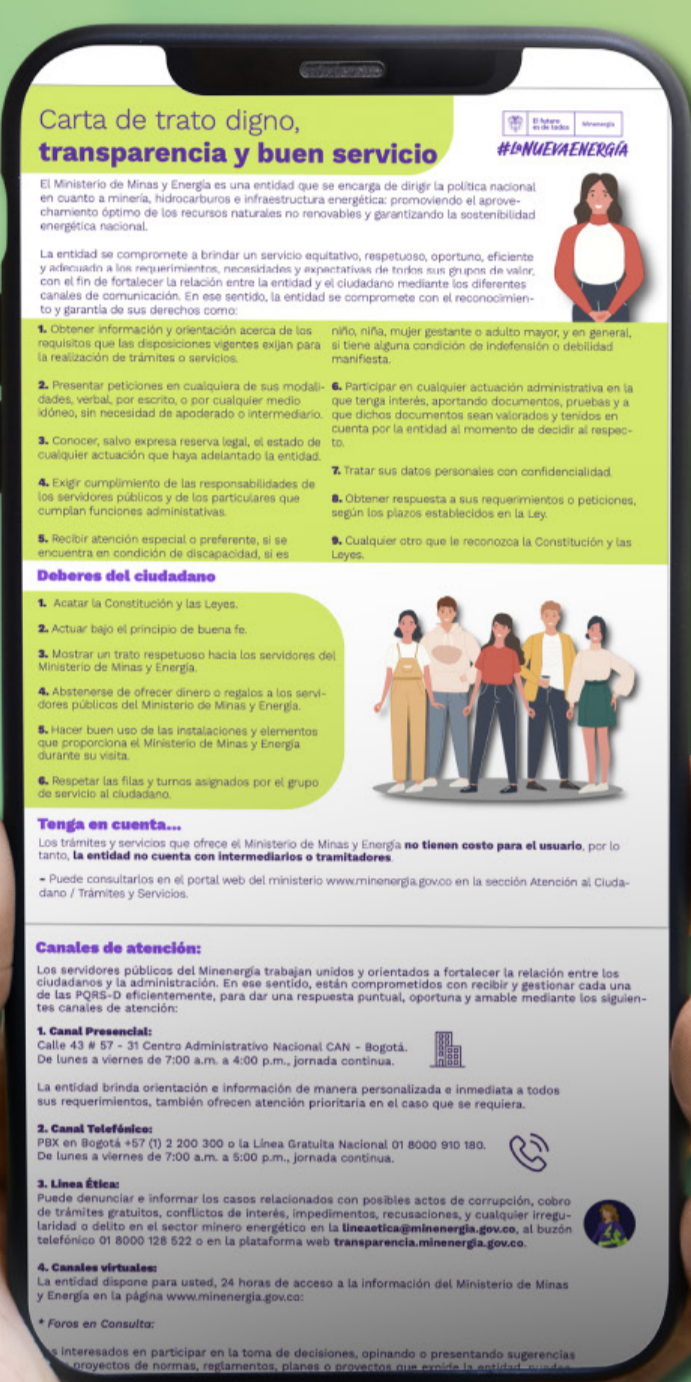 Carta de trato digno,
transparencia y buen servicio
El futuro
es de todos
Minenergía
#LaNUEVAENERGÍA
El Ministerio de Minas y Energía es una entidad que se encarga de dirigir la política nacional
en cuanto a minería, hidrocarburos e infraestructura energética: promoviendo el aprove-
chamiento óptimo de los recursos naturales no renovables y garantizando la sostenibilidad
energética nacional.
La entidad se compromete a brindar un servicio equitativo, respetuoso, oportuno, eficiente
y adecuado a los requerimientos, necesidades y expectativas de todos sus grupos de valor,
con el fin de fortalecer la relación entre la entidad y el ciudadano mediante los diferentes
canales de comunicación. En ese sentido, la entidad se compromete con el reconocimien-
to y garantía de sus derechos como:
1. Obtener información y orientación acerca de los
requisitos que las disposiciones vigentes exijan para
la realización de trámites o servicios.
2. Presentar peticiones en cualquiera de sus modali-
dades, verbal, por escrito, o por cualquier medio
idóneo, sin necesidad de apoderado o intermediario.
3. Conocer, salvo expresa reserva legal, el estado de
cualquier actuación que haya adelantado la entidad.
4. Exigir cumplimiento de las responsabilidades de
los servidores públicos y de los particulares que
cumplan funciones administativas.
5. Recibir atención especial o preferente, si se
encuentra en condición de discapacidad, si es
niño, niña, mujer gestante o adulto mayor, y en general,
si tiene alguna condición de indefensión o debilidad
manifiesta.
6. Participar en cualquier actuación administrativa en la
que tenga interés, aportando documentos, pruebas y a
que dichos documentos sean valorados y tenidos en
cuenta por la entidad al momento de decidir al respec-
to.
7. Tratar sus datos personales con confidencialidad.
8. Obtener respuesta a sus requerimientos o peticiones,
según los plazos establecidos en la Ley.
9. Cualquier otro que le reconozca la Constitución y las
Leyes.
Deberes del ciudadano
1. Acatar la Constitución y las Leyes.
2. Actuar bajo el principio de buena fe.
3. Mostrar un trato respetuoso hacia los servidores del
Ministerio de Minas y Energía.
4. Abstenerse de ofrecer dinero o regalos a los servi-
dores públicos del Ministerio de Minas y Energía.
5. Hacer buen uso de las instalaciones y elementos
que proporciona el Ministerio de Minas y Energía
durante su visita.
6. Respetar las filas y turnos asignados por el grupo
de servicio al ciudadano.
Tenga en cuenta...
Los trámites y servicios que ofrece el Ministerio de Minas y Energía no tienen costo para el usuario, por lo
tanto, la entidad no cuenta con intermediarios o tramitadores.
- Puede consultarlos en el portal web del ministerio www.minenergia.gov.co en la sección Atención al Ciuda-
dano / Trámites y Servicios.
Canales de atención:
Los servidores públicos del Minenergía trabajan unidos y orientados a fortalecer la relación entre los
ciudadanos y la administración. En ese sentido, están comprometidos con recibir y gestionar cada una
de las PQRS-D eficientemente, para dar una respuesta puntual, oportuna y amable mediante los siguien-
tes canales de atención:
1. Canal Presencial:
Calle 43 # 57 - 31 Centro Administrativo Nacional CAN - Bogotá.
De lunes a viernes de 7:00 a.m. a 4:00 p.m., jornada continua.
La entidad brinda orientación e información de manera personalizada e inmediata a todos
sus requerimientos, también ofrecen atención prioritaria en el caso que se requiera.
2. Canal Telefónico:
PBX en Bogotá +57 (1) 2 200 300 o la Línea Gratuita Nacional 01 8000 910 180.
De lunes a viernes de 7:00 a.m. a 5:00 p.m., jornada continua.
3. Línea Ética:
Puede denunciar e informar los casos relacionados con posibles actos de corrupción, cobro
de trámites gratuitos, conflictos de interés, impedimentos, recusaciones, y cualquier irregu-
laridad o delito en el sector minero energético en la lineaetica@minenergia.gov.co, al buzón
telefónico 01 8000 128 522 o en la plataforma web transparencia.minenergia.gov.co.
4. Canales virtuales:
La entidad dispone para usted, 24 horas de acceso a la información del Ministerio de Minas
y Energía en la página www.minenergia.gov.co:
* Foros en Consulta:
interesados en participar en la toma de decisiones, opinando o presentando sugerencias
proyectos de normas, reglamentos, planes o proyectos que expide la entidad,